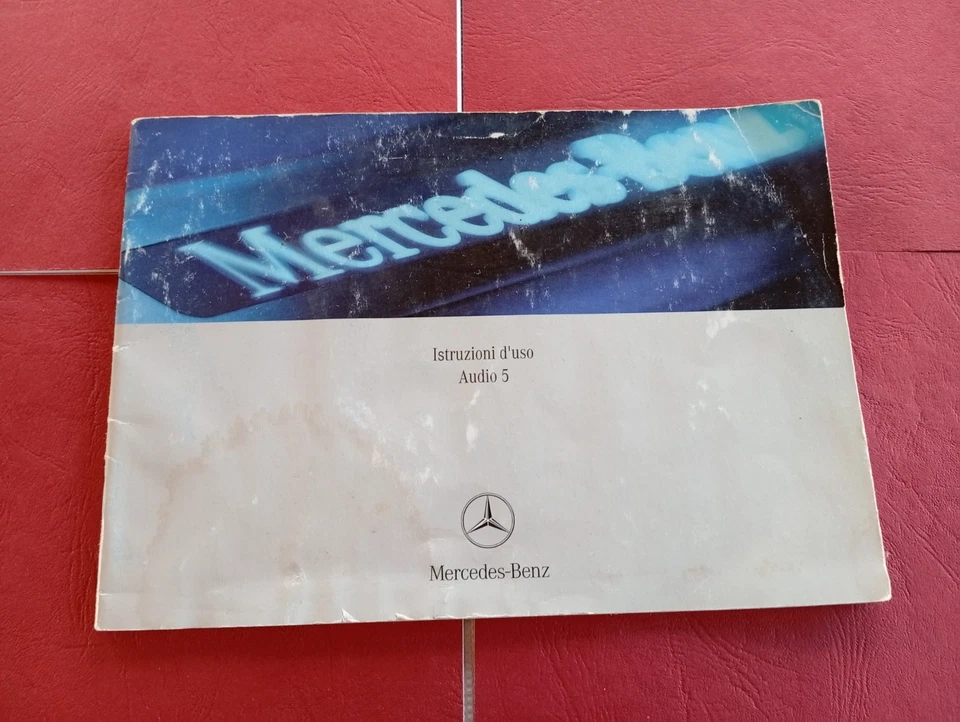 Mercedes-Benz
Istruzioni d'uso
Audio 5
Mercedes-Benz